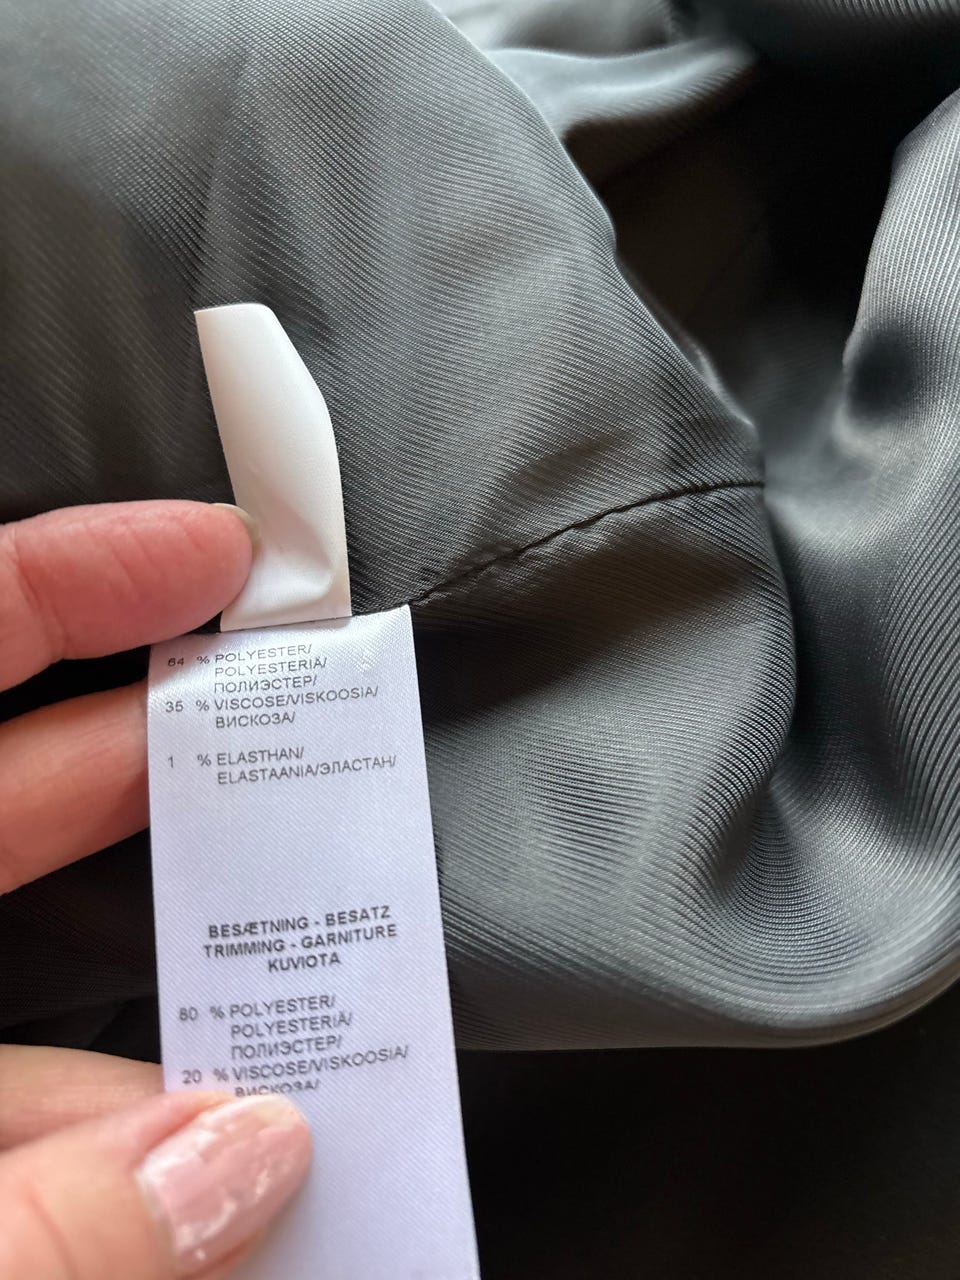 64 % POLYESTER/
POLYESTERIÄ/
ПОЛИЭСТЕР/
35 % VISCOSE/VISKOOSIA/
ВИСКОЗА/
1 % ELASTHAN/
ELASTAANIA/ЭЛАСТАН/
BESÆTNING - BESATZ
TRIMMING - GARNITURE
KUVIOTA
80 % POLYESTER/
POLYESTERIÄ/
ПОЛИЭСТЕР/
20 % VISCOSE/VISKOOSIA/
ВИСКОЗА/